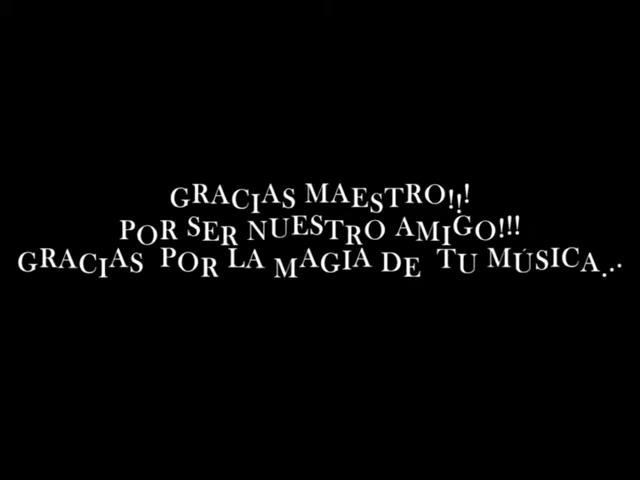 GRACIAS MAESTRO!!!
POR SER NUESTRO AMIGO!!!
GRACIAS POR LA MAGIA DE TU MÚSICA...